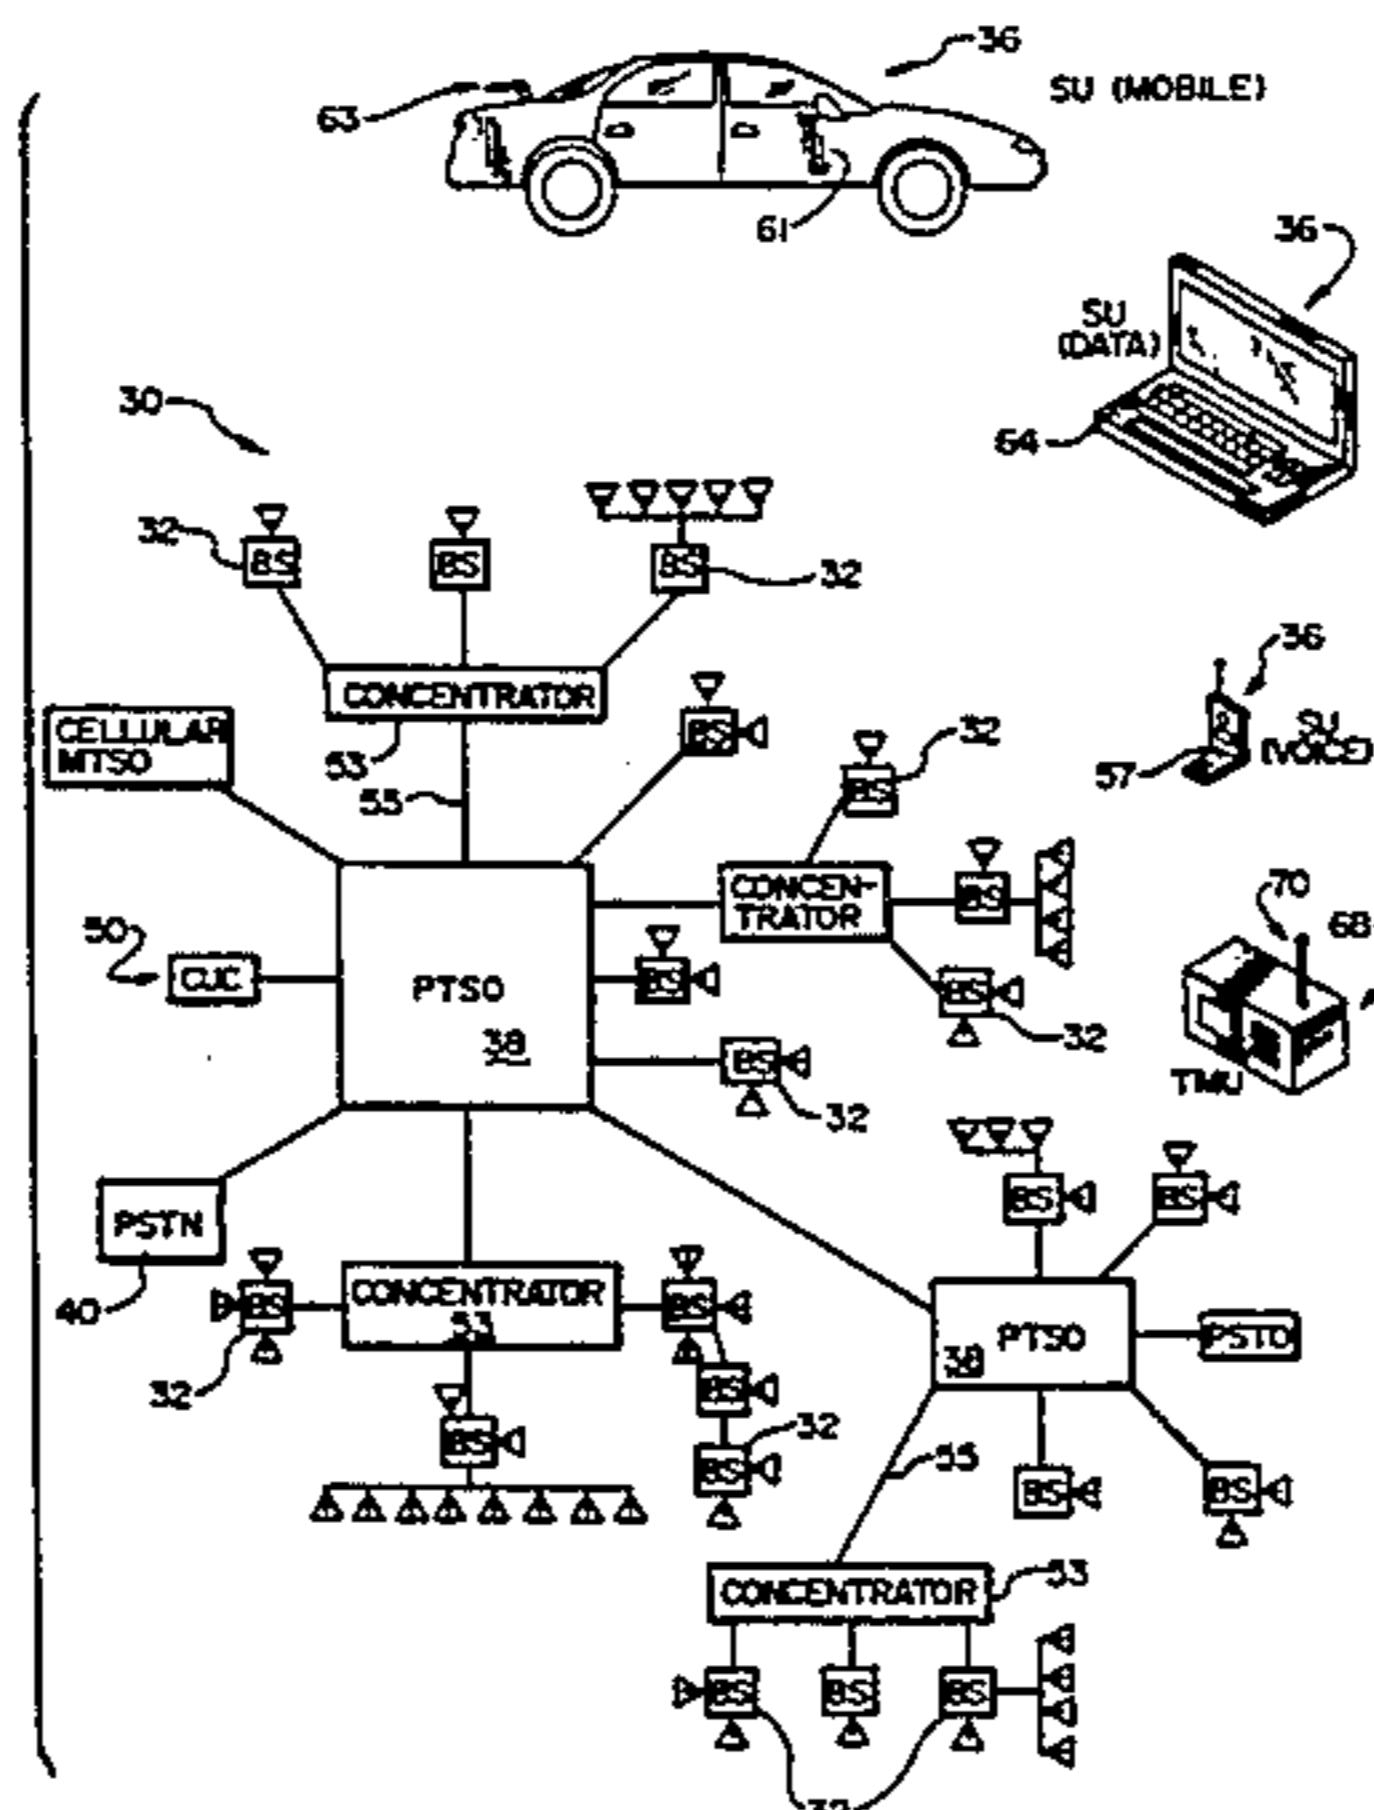 36
SU (MOBILE)
63
61
36
SU
(DATA)
64
30
32
BS
BS
BS
32
36
SU
(VOICE)
57
CONCENTRATOR
53
CELLULAR
MTSO
55
BS
32
BS
CONCEN-
TRATOR
BS
70
68
50
CUC
PTSO
38
BS
BS
32
TMU
BS
32
BS
BS
PSTN
40
BS
32
CONCENTRATOR
53
BS
PTSO
38
PSTO
BS
BS
32
BS
55
BS
BS
CONCENTRATOR
53
BS
BS
BS
32